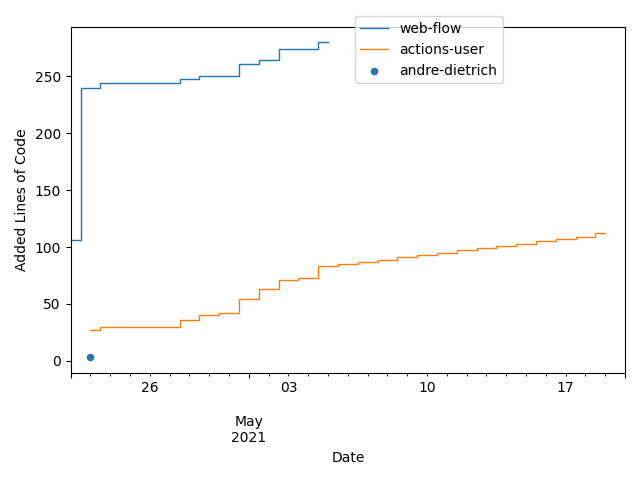 web-flow
actions-user
andre-dietrich
Added Lines of Code
250
200
150
100
50
0
26 03 10 17
May
2021
Date